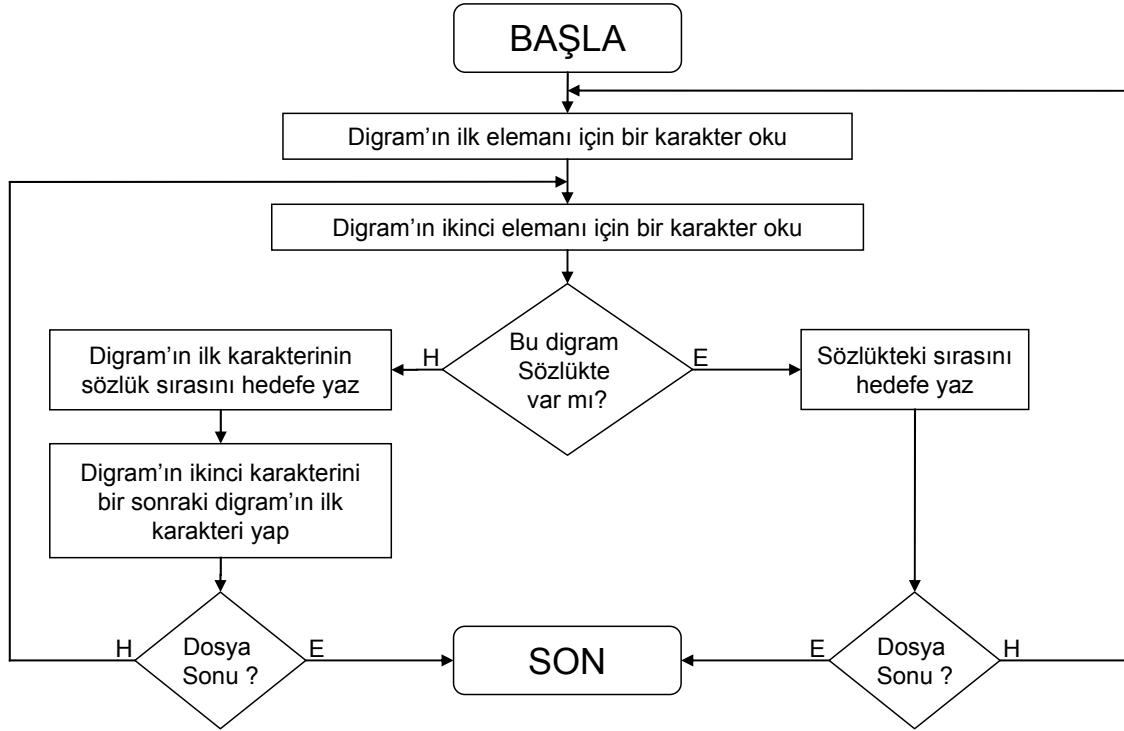 BAŞLA
Digram’ın ilk elemanı için bir karakter oku
Digram’ın ikinci elemanı için bir karakter oku
Bu digram
Sözlükte
var mı?
H
E
Digram’ın ilk karakterinin
sözlük sırasını hedefe yaz
Sözlükteki sırasını
hedefe yaz
Digram’ın ikinci karakterini
bir sonraki digram’ın ilk
karakteri yap
H
Dosya
Sonu ?
E
SON
E
Dosya
Sonu ?
H